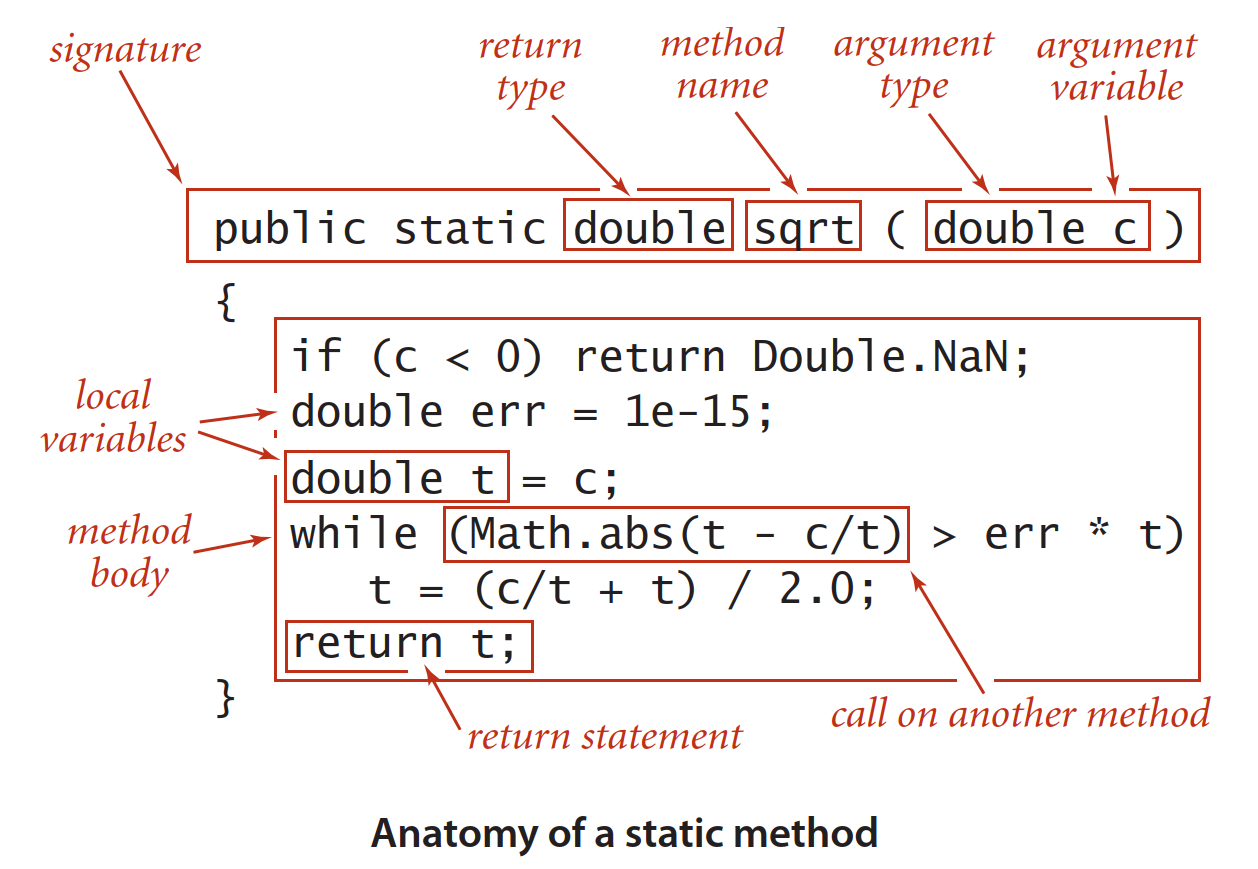 signature
return type
method name
argument type
argument variable
public static double sqrt ( double c )
{
if (c < 0) return Double.NaN;
double err = 1e-15;
local variables
double t = c;
method body
while (Math.abs(t - c/t) > err * t)
t = (c/t + t) / 2.0;
return t;
}
call on another method
return statement
Anatomy of a static method